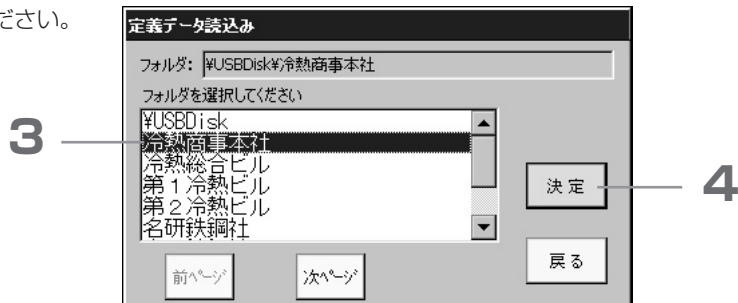 ださい。
定義データ読込み
フォルダ: ¥USBDisk¥冷熱商事本社
フォルダを選択してください
¥USBDisk
3
冷熱商事本社
冷熱総合ビル
第1冷熱ビル
第2冷熱ビル
名研鉄鋼社
決定
4
戻る
前ページ
次ページ